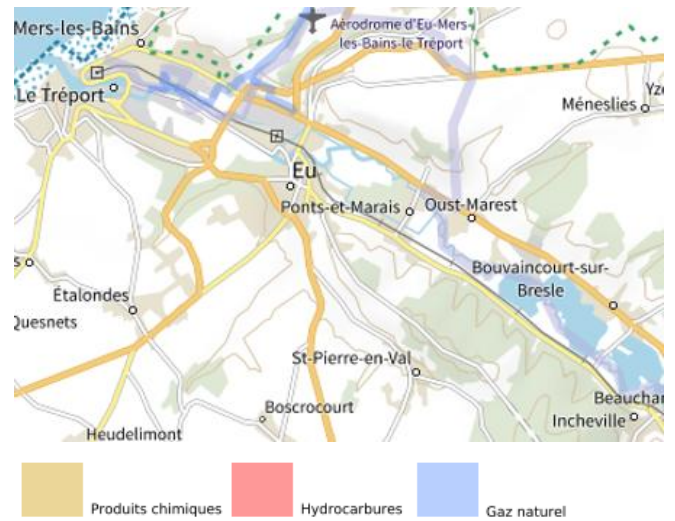 Mers-les-Bains
Aérodrome d'Eu-Mers-
les-Bains-le Tréport
Le Tréport
Méneslies
Yz
Eu
Ponts-et-Marais
Oust-Marest
s
Bouvaincourt-sur-
Bresle
Étalondes
Quesnets
St-Pierre-en-Val
Boscrocourt
Beauchar
Incheville
Heudelimont
Produits chimiques
Hydrocarbures
Gaz naturel